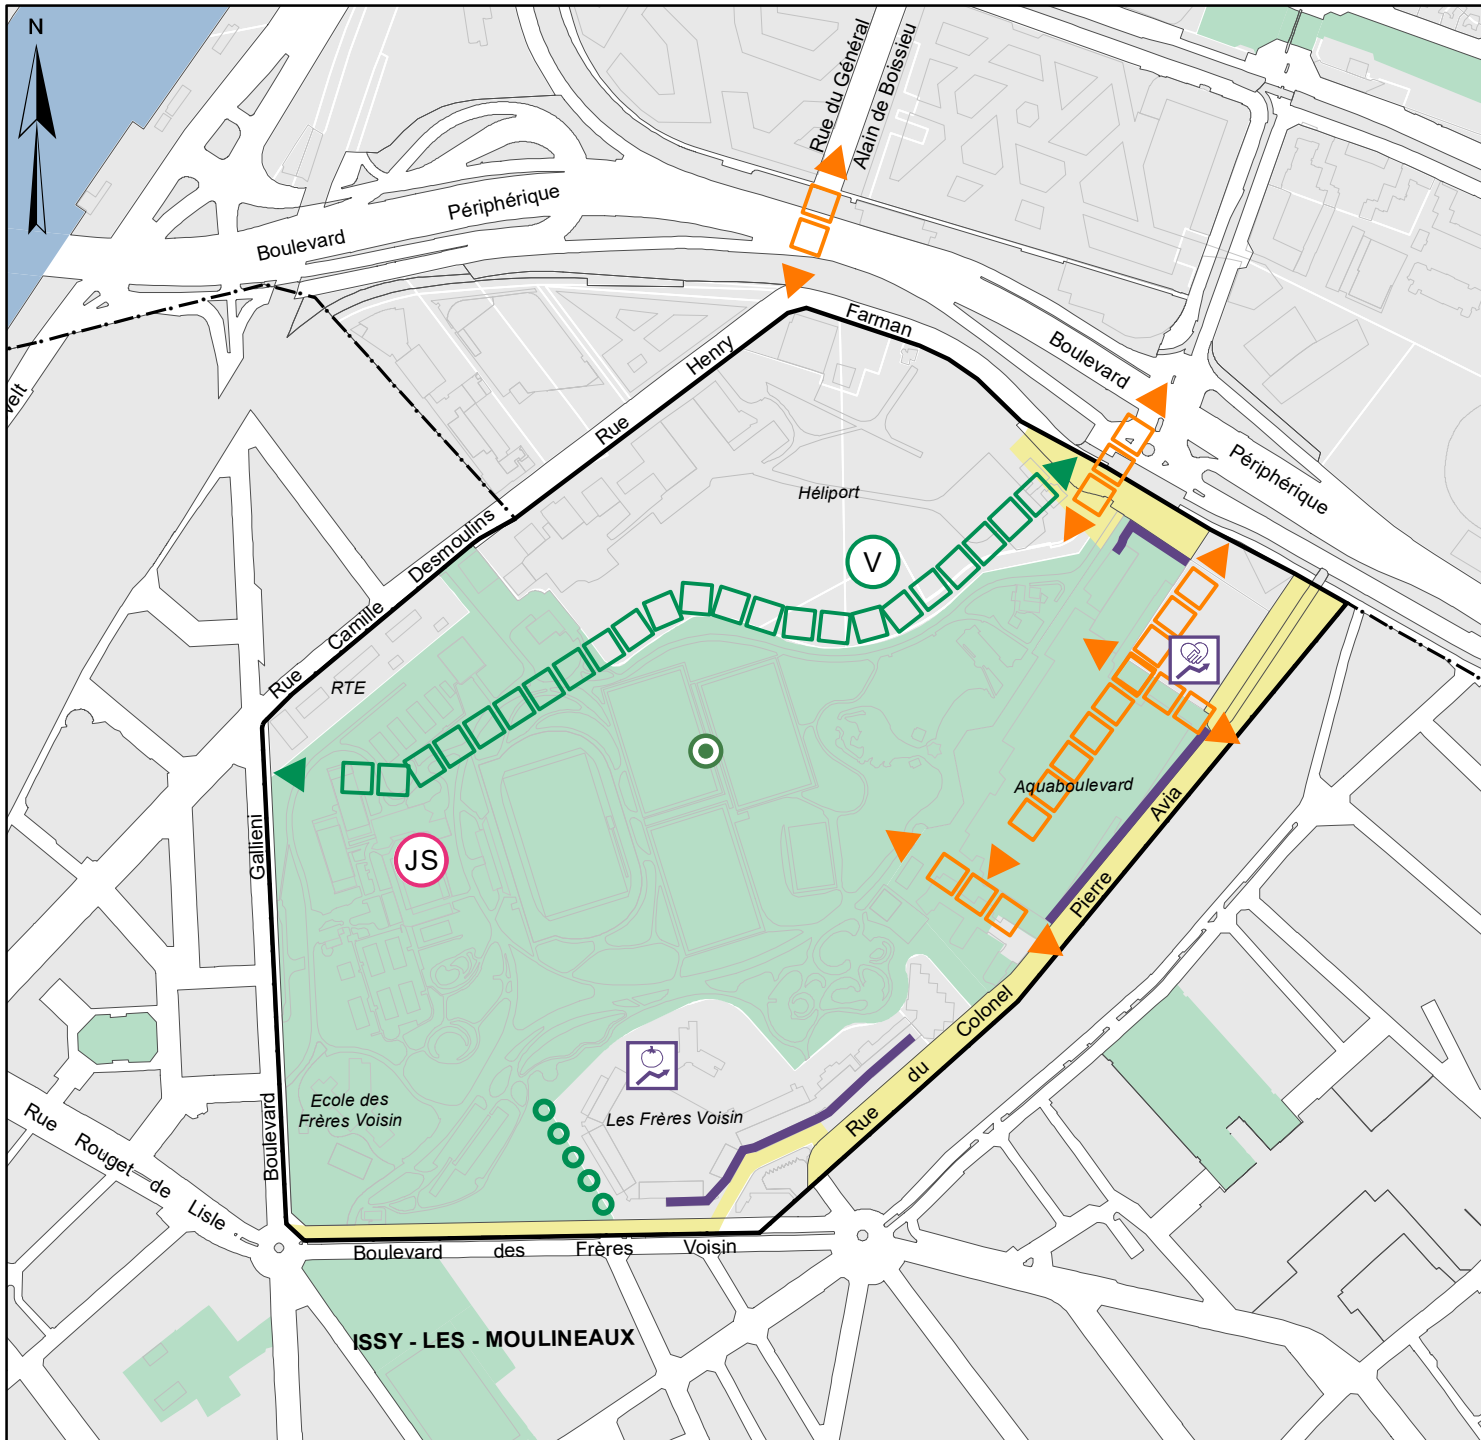 N
Rue du Général
Alain de Boissieu
Périphérique
Boulevard
Farman
Henry
Boulevard
velt
Rue
Périphérique
Héliport
Desmoulins
V
Camille
Rue
RTE
Aquaboulevard
Avia
Gallieni
JS
Pierre
Colonel
du
Rue
Ecole des
Frères Voisin
Les Frères Voisin
Boulevard
Rue Rouget de Lisle
Boulevard des Frères Voisin
ISSY - LES - MOULINEAUX